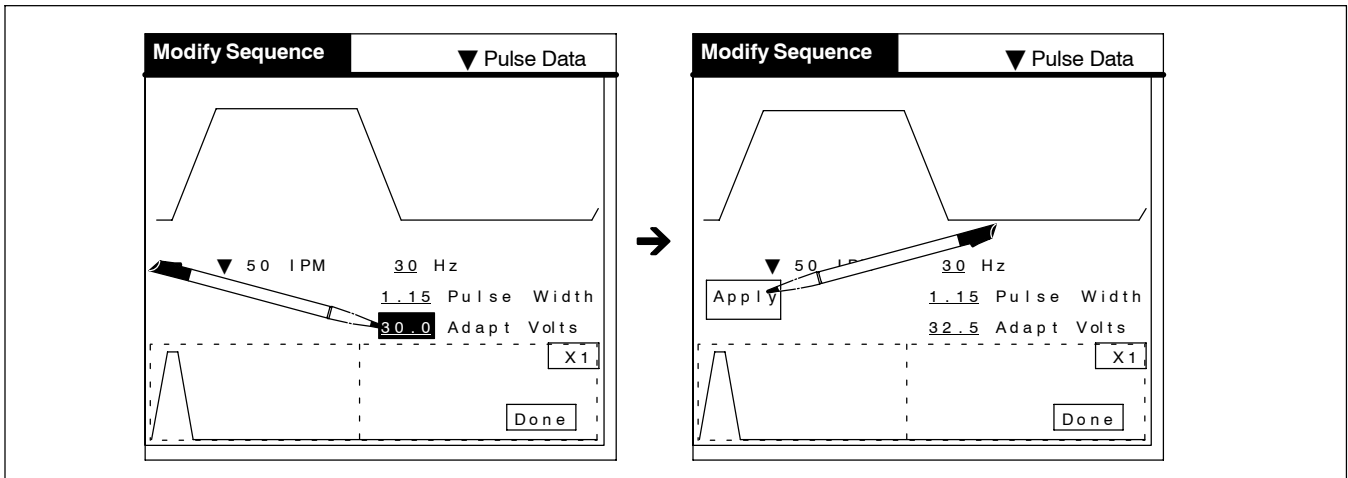 Modify Sequence
▼ Pulse Data
▼ 50 IPM 30 Hz
1.15 Pulse Width
30.0 Adapt Volts
X1
Done
➔
Modify Sequence
▼ Pulse Data
▼ 50 30 Hz
Apply 1.15 Pulse Width
32.5 Adapt Volts
X1
Done